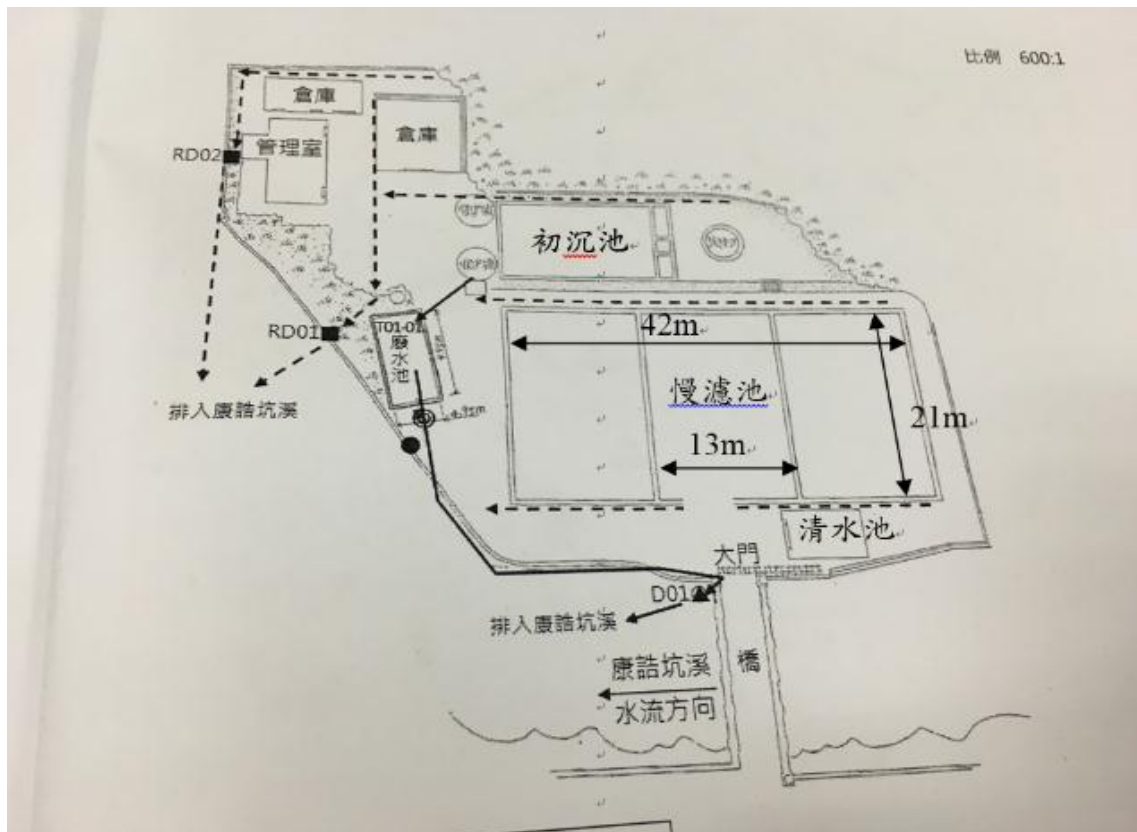 比例 600:1
倉庫
倉庫
管理室
RD02
初沉池
RD01
T01-01
廢水池
42m
慢濾池
21m
13m
排入康誥坑溪
清水池
大門
D01
排入康誥坑溪
橋
康誥坑溪
水流方向